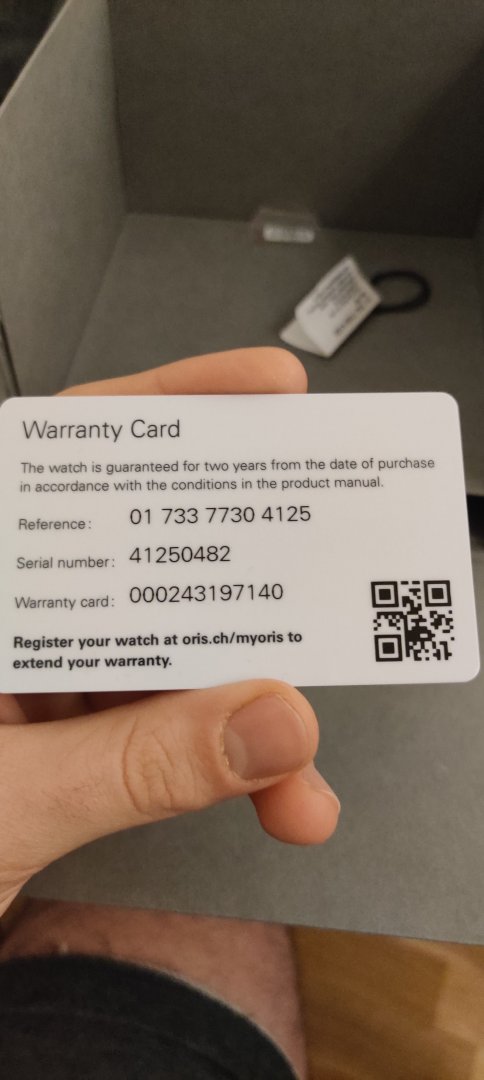 Warranty Card
The watch is guaranteed for two years from the date of purchase
in accordance with the conditions in the product manual.
Reference: 01 733 7730 4125
Serial number: 41250482
Warranty card: 000243197140
Register your watch at oris.ch/myoris to
extend your warranty.